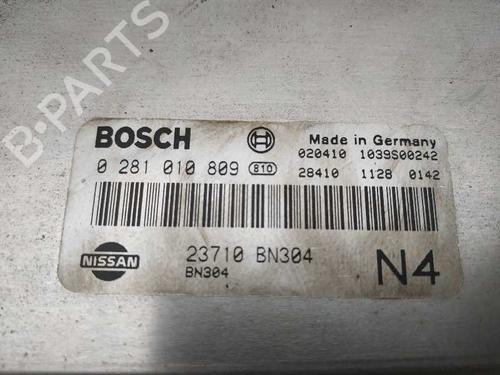 B-PARTS
BOSCH
Made in Germany
0 281 010 809 810
020410 1039S00242
28410 1128 0142
NISSAN
23710 BN304
BN304
N4